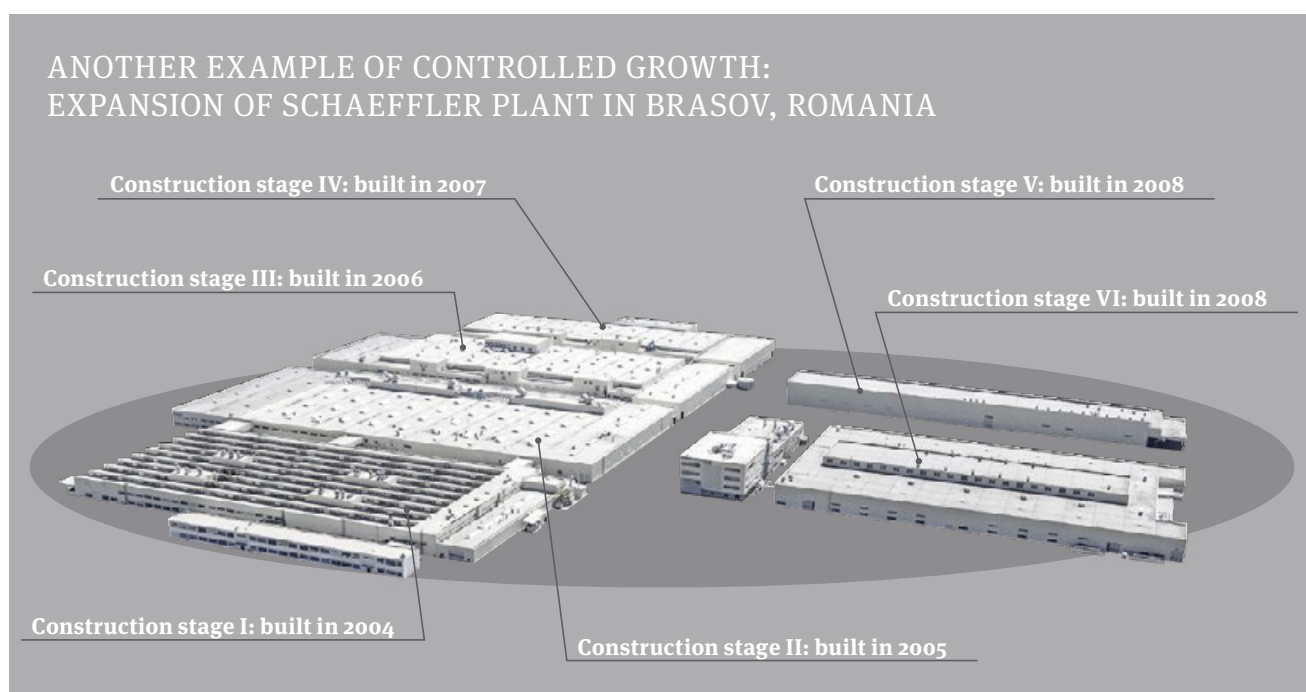 ANOTHER EXAMPLE OF CONTROLLED GROWTH:
EXPANSION OF SCHAEFFLER PLANT IN BRASOV, ROMANIA
Construction stage IV: built in 2007
Construction stage V: built in 2008
Construction stage III: built in 2006
Construction stage VI: built in 2008
Construction stage I: built in 2004
Construction stage II: built in 2005